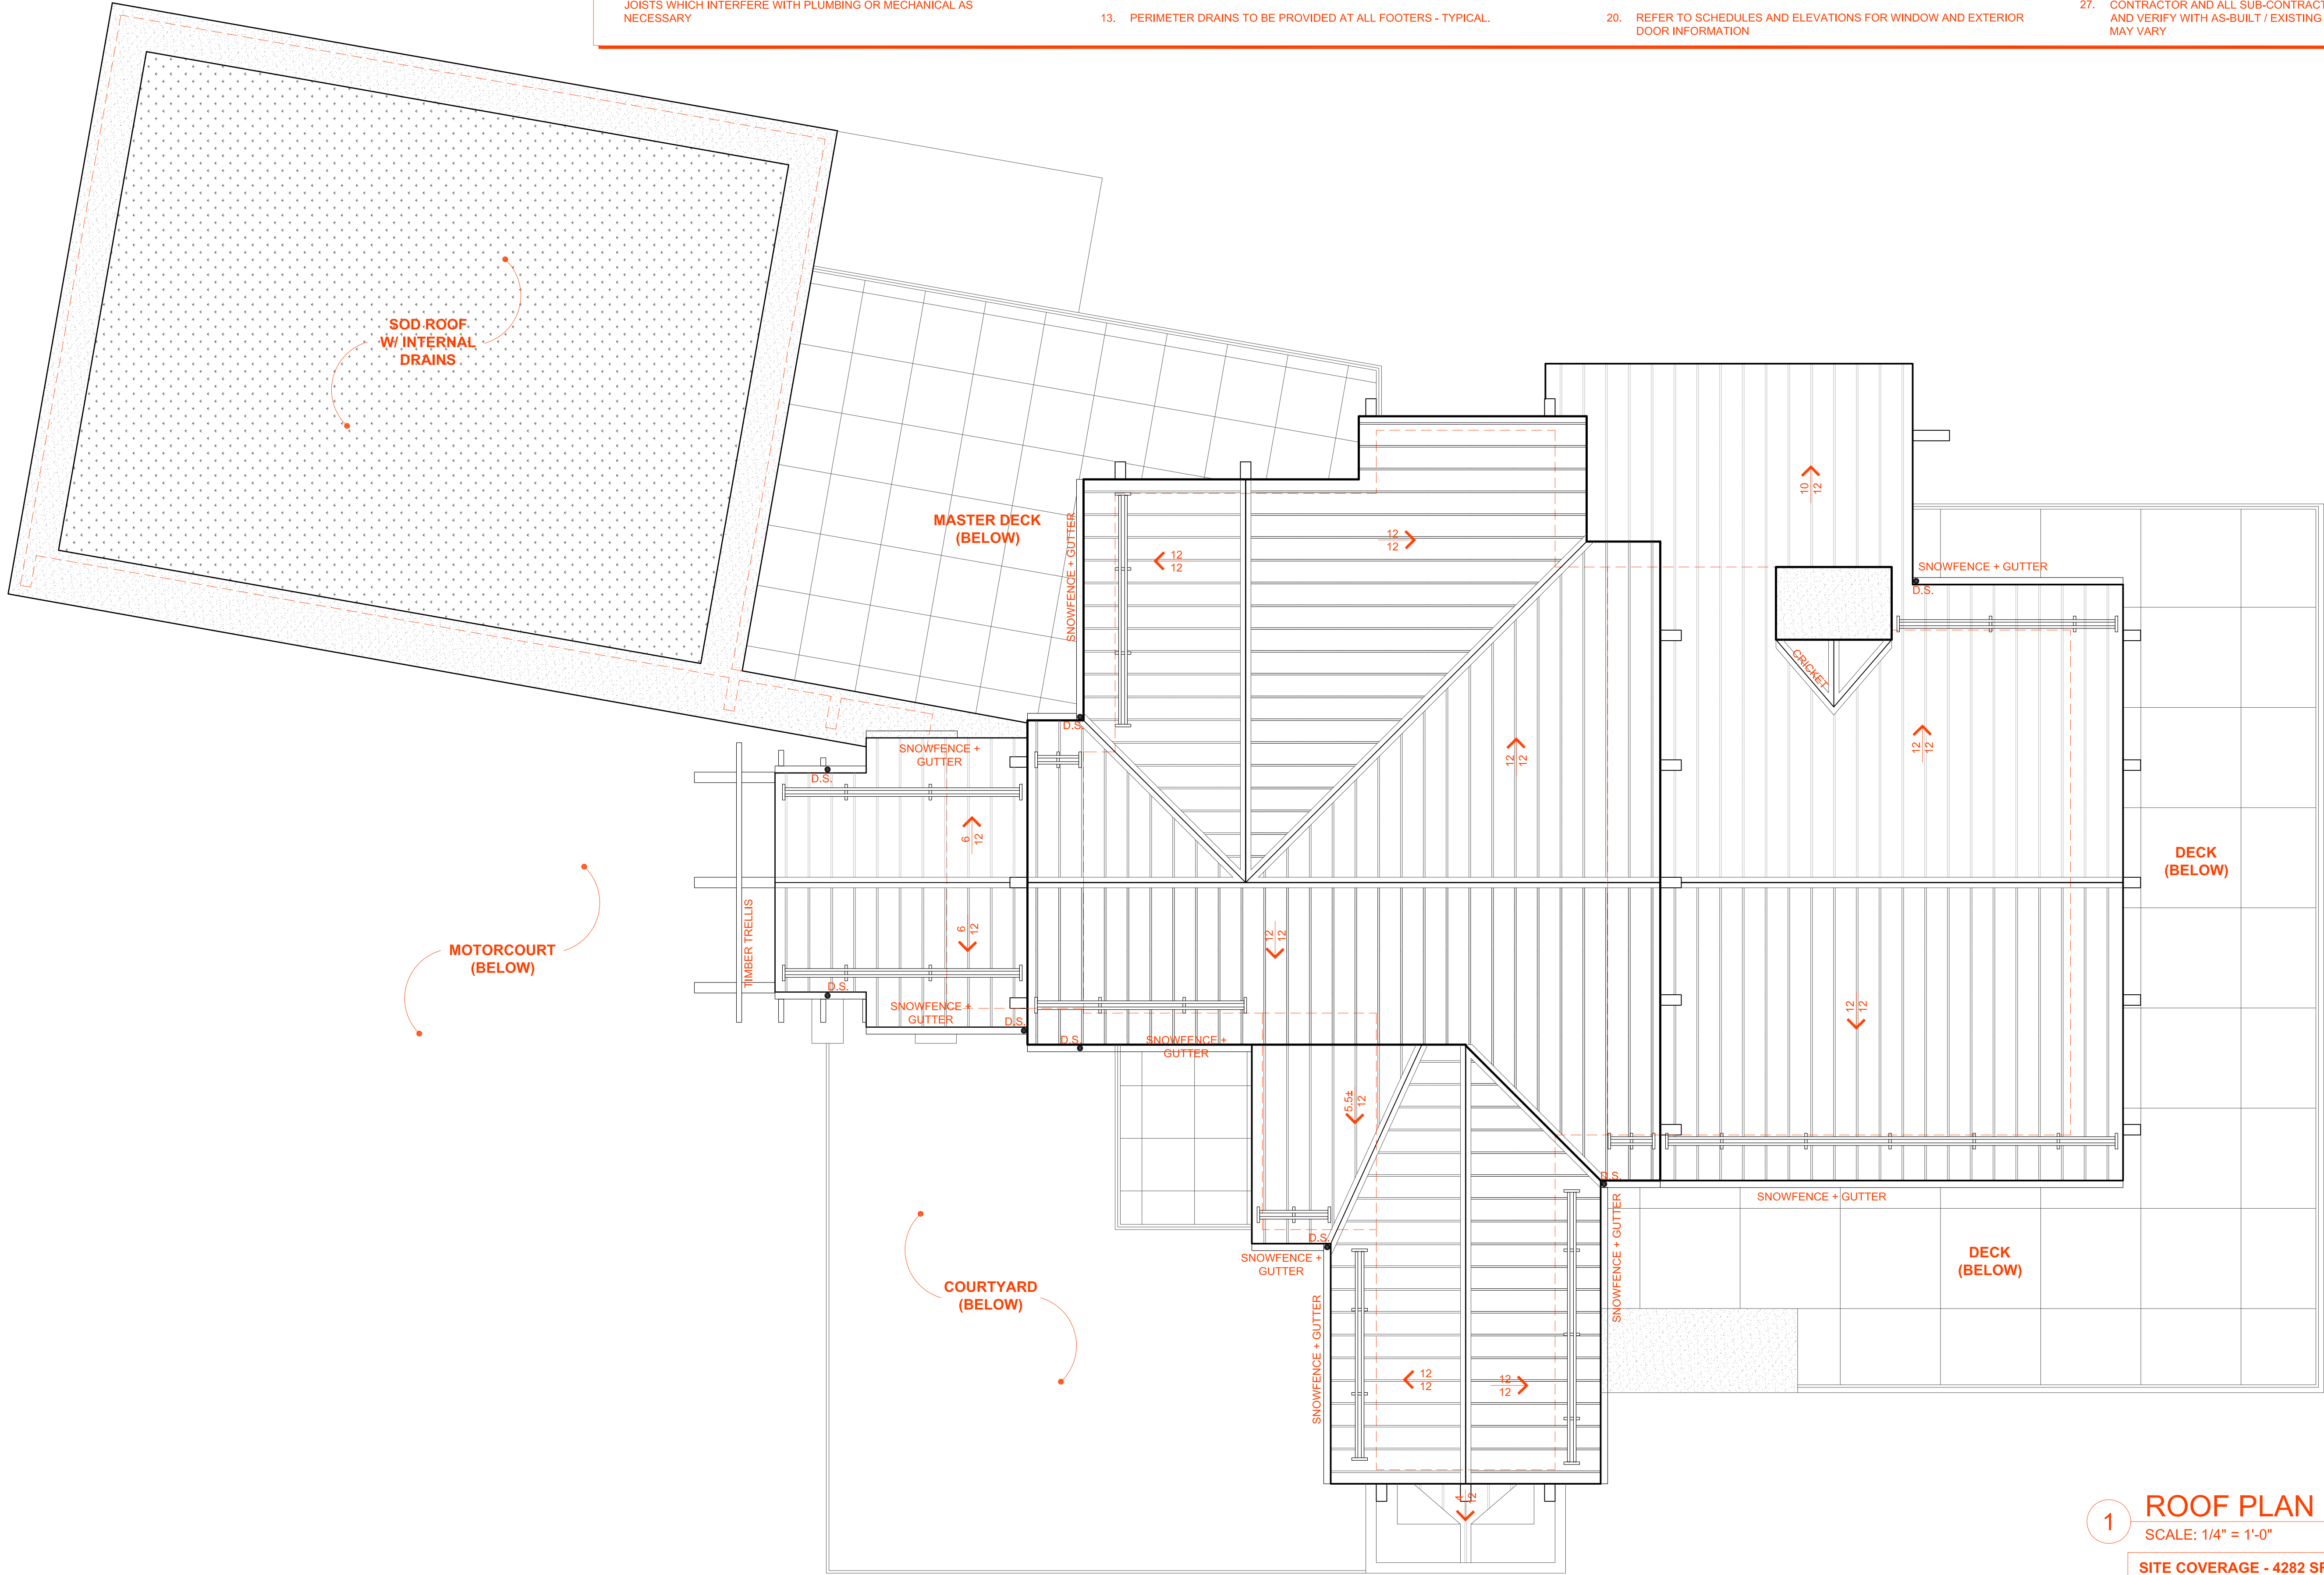 JOISTS WHICH INTERFERE WITH PLUMBING OR MECHANICAL AS
NECESSARY
13. PERIMETER DRAINS TO BE PROVIDED AT ALL FOOTERS - TYPICAL.
20. REFER TO SCHEDULES AND ELEVATIONS FOR WINDOW AND EXTERIOR
DOOR INFORMATION
27. CONTRACTOR AND ALL SUB-CONTRACT
AND VERIFY WITH AS-BUILT / EXISTING
MAY VARY
SOD ROOF
W/ INTERNAL
DRAINS
MASTER DECK
(BELOW)
SNOWFENCE + GUTTER
12
12
12
12
10
12
SNOWFENCE + GUTTER
D.S.
CRICKET
D.S.
SNOWFENCE +
GUTTER
D.S.
12
12
12
12
6
12
DECK
(BELOW)
TIMBER TRELLIS
MOTORCOURT
(BELOW)
6
12
12
12
D.S.
SNOWFENCE +
GUTTER
D.S.
D.S.
SNOWFENCE +
GUTTER
12
12
5.5±
12
D.S.
SNOWFENCE + GUTTER
SNOWFENCE + GUTTER
D.S.
SNOWFENCE +
GUTTER
DECK
(BELOW)
COURTYARD
(BELOW)
SNOWFENCE + GUTTER
12
12
12
12
4
12
1
ROOF PLAN
SCALE: 1/4" = 1'-0"
SITE COVERAGE - 4282 SF